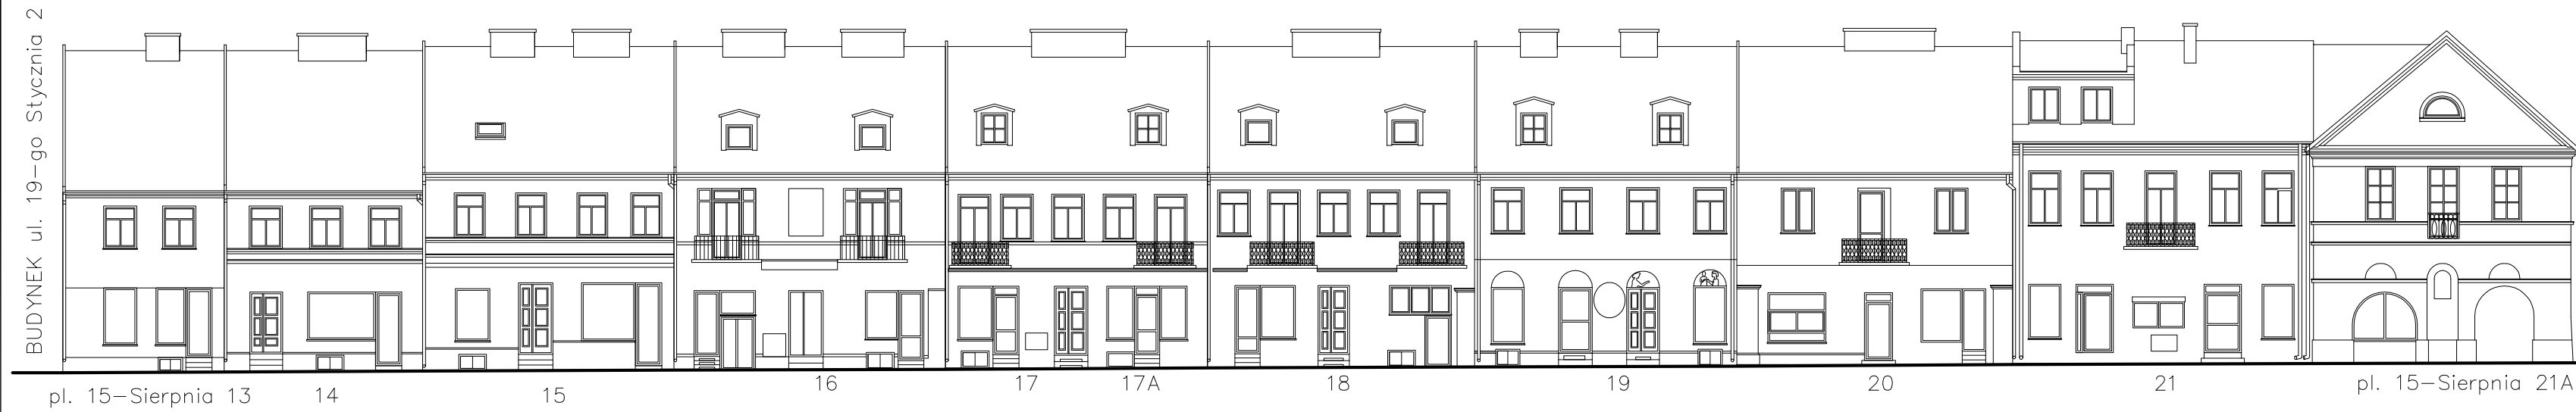 BUDYNEK ul. 19-go Stycznia 2
pl. 15-Sierpnia 13
14
15
16
17
17A
18
19
20
21
pl. 15-Sierpnia 21A